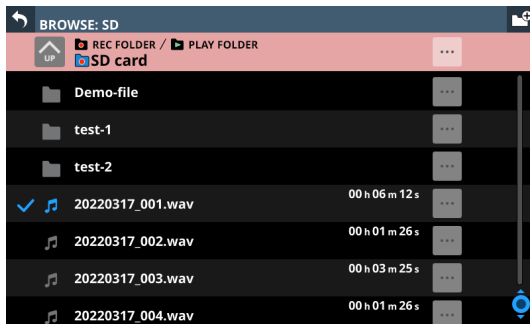 BROWSE: SD
REC FOLDER / PLAY FOLDER
UP
SD card
Demo-file
test-1
test-2
20220317_001.wav 00 h 06 m 12 s
20220317_002.wav 00 h 01 m 26 s
20220317_003.wav 00 h 03 m 25 s
20220317_004.wav 00 h 01 m 26 s